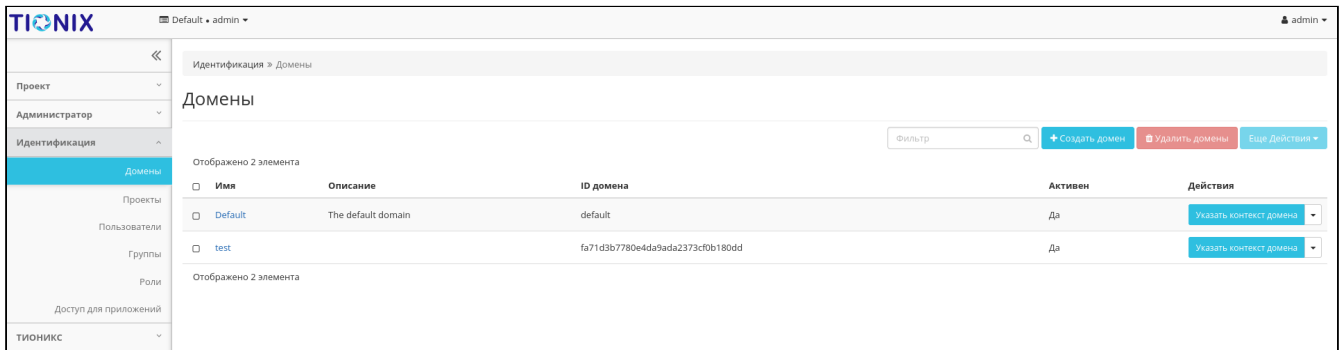 TIONIX
Default • admin
admin
Идентификация » Домены
Проект
Администратор
Идентификация
Домены
Проекты
Пользователи
Группы
Роли
Доступ для приложений
ТИОНИКС
Домены
Фильтр
Создать домен
Удалить домены
Еще Действия
Отображено 2 элемента
Имя Описание ID домена Активен Действия
Default The default domain default Да Указать контекст домена
test fa71d3b7780e4da9ada2373cf0b180dd Да Указать контекст домена
Отображено 2 элемента